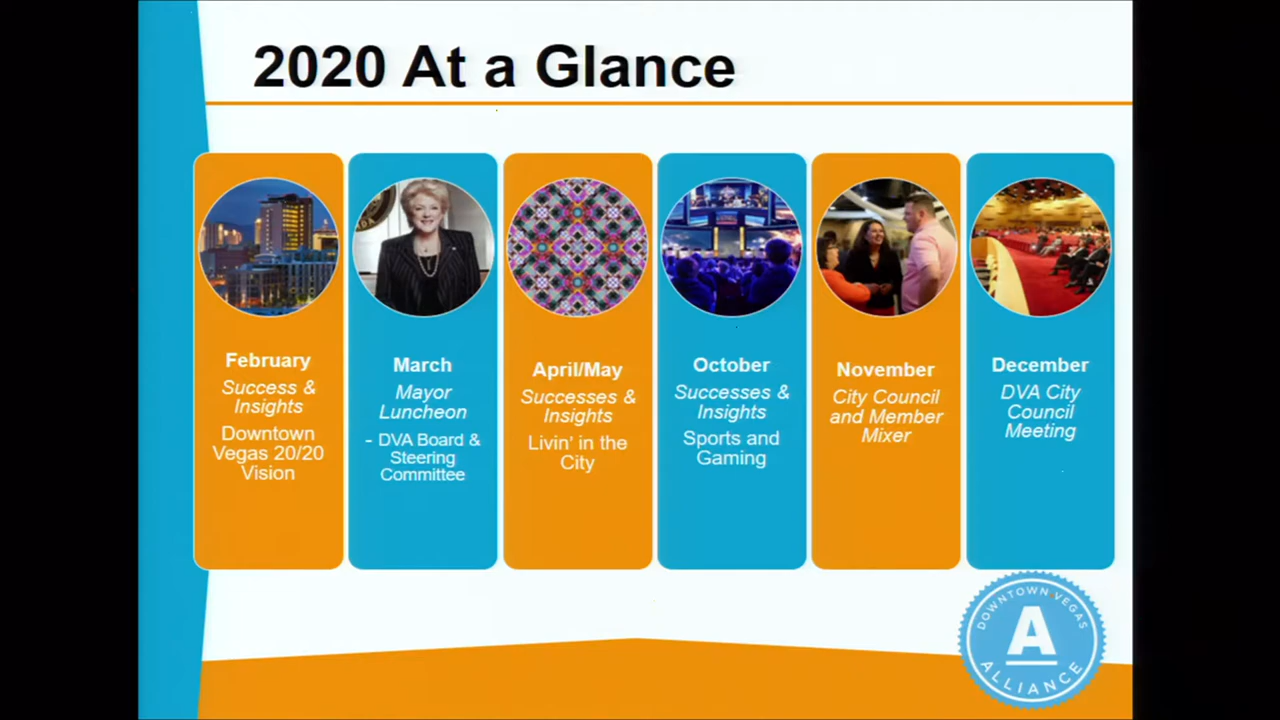 2020 At a Glance
February
Success &
Insights
Downtown
Vegas 20/20
Vision
March
Mayor
Luncheon
- DVA Board &
Steering
Committee
April/May
Successes &
Insights
Livin' in the
City
October
Successes &
Insights
Sports and
Gaming
November
City Council
and Member
Mixer
December
DVA City
Council
Meeting
DOWNTOWN VEGAS
A
ALLIANCE